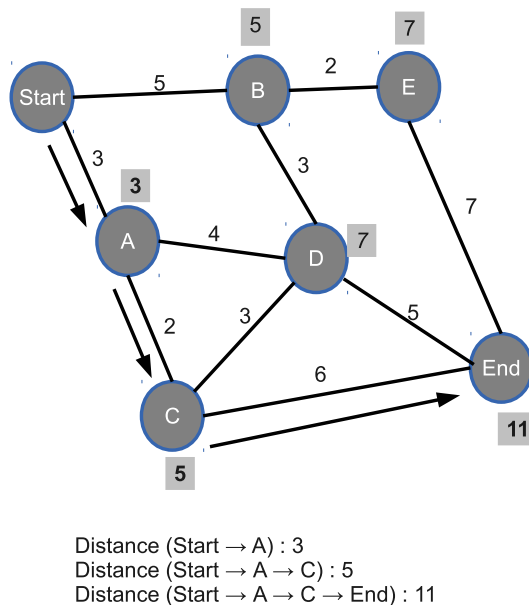 5
7
Start
5
B
2
E
3
3
3
7
A
4
D
7
2
3
5
6
End
C
11
5
Distance (Start → A) : 3
Distance (Start → A → C) : 5
Distance (Start → A → C → End) : 11